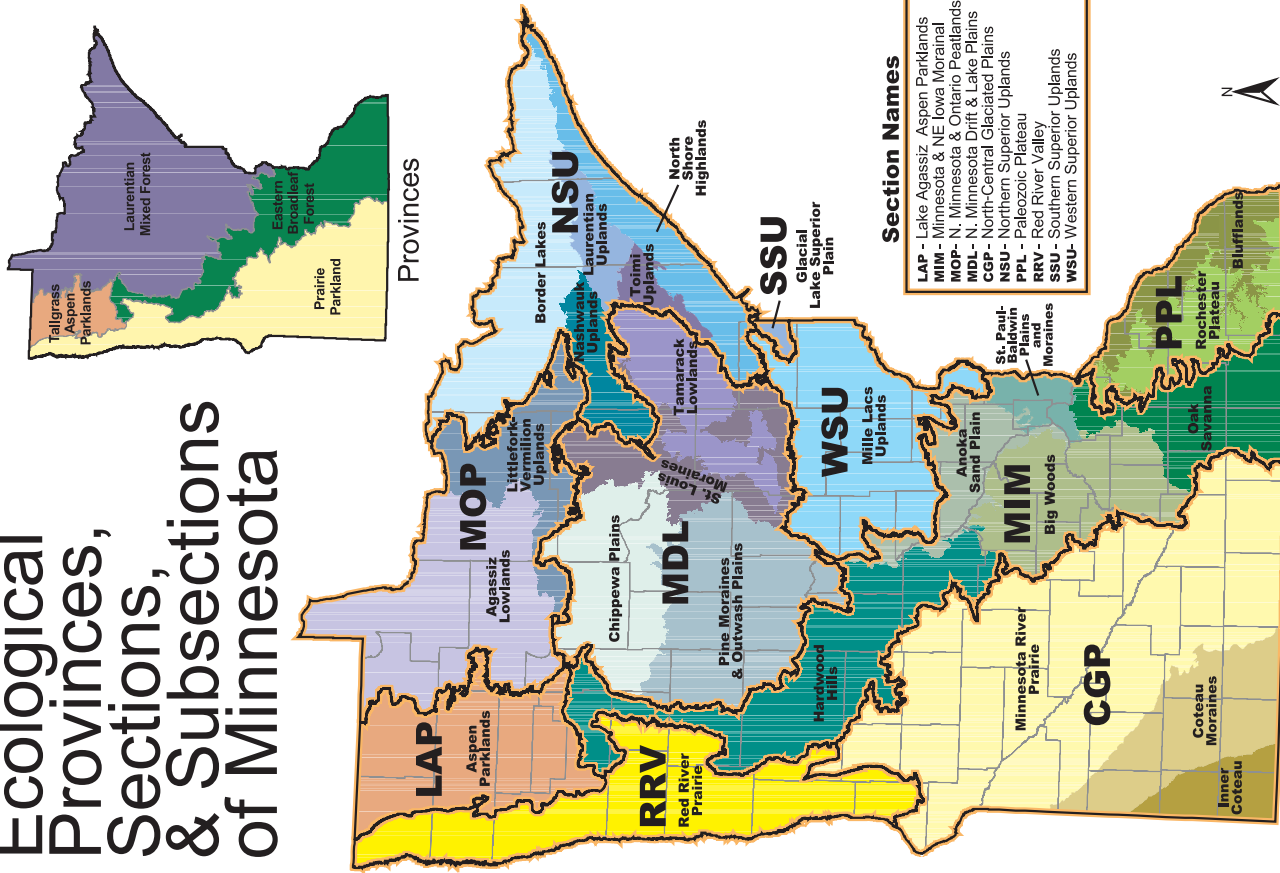 Ecological
Provinces,
Sections,
& Subsections
of Minnesota
Laurentian
Mixed Forest
Tallgrass
Aspen
Parklands
Eastern
Broadleaf
Forest
Prairie
Parkland
Provinces
NSU
Border Lakes
Laurentian
Uplands
North
Shore
Highlands
Toimi
Uplands
Nashwauk
Uplands
SSU
Glacial
Lake Superior
Plain
MOP
Littlefork-
Vermilion
Uplands
Agassiz
Lowlands
Tamarack
Lowlands
St. Louis
Moraines
MDL
Chippewa Plains
Pine Moraines
& Outwash Plains
WSU
Mille Lacs
Uplands
LAP
Aspen
Parklands
RRV
Red River
Prairie
Hardwood
Hills
MIM
Anoka
Sand Plain
Big Woods
St. Paul-
Baldwin
Plains
and
Moraines
Oak
Savanna
PPL
Rochester
Plateau
Blufflands
CGP
Minnesota River
Prairie
Coteau
Moraines
Inner
Coteau
Section Names
LAP - Lake Agassiz Aspen Parklands
MIM - Minnesota & NE Iowa Morainal
MOP- N. Minnesota & Ontario Peatlands
MDL - N. Minnesota Drift & Lake Plains
CGP - North-Central Glaciated Plains
NSU - Northern Superior Uplands
PPL - Paleozoic Plateau
RRV - Red River Valley
SSU - Southern Superior Uplands
WSU- Western Superior Uplands
N